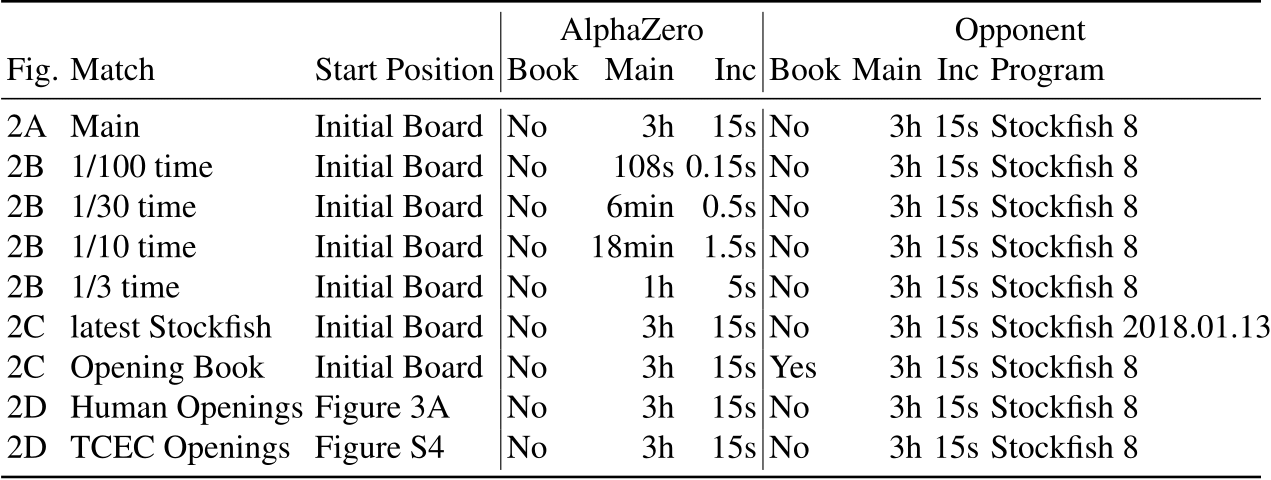 AlphaZero Opponent
Fig. Match Start Position Book Main Inc Book Main Inc Program
2A Main Initial Board No 3h 15s No 3h 15s Stockfish 8
2B 1/100 time Initial Board No 108s 0.15s No 3h 15s Stockfish 8
2B 1/30 time Initial Board No 6min 0.5s No 3h 15s Stockfish 8
2B 1/10 time Initial Board No 18min 1.5s No 3h 15s Stockfish 8
2B 1/3 time Initial Board No 1h 5s No 3h 15s Stockfish 8
2C latest Stockfish Initial Board No 3h 15s No 3h 15s Stockfish 2018.01.13
2C Opening Book Initial Board No 3h 15s Yes 3h 15s Stockfish 8
2D Human Openings Figure 3A No 3h 15s No 3h 15s Stockfish 8
2D TCEC Openings Figure S4 No 3h 15s No 3h 15s Stockfish 8